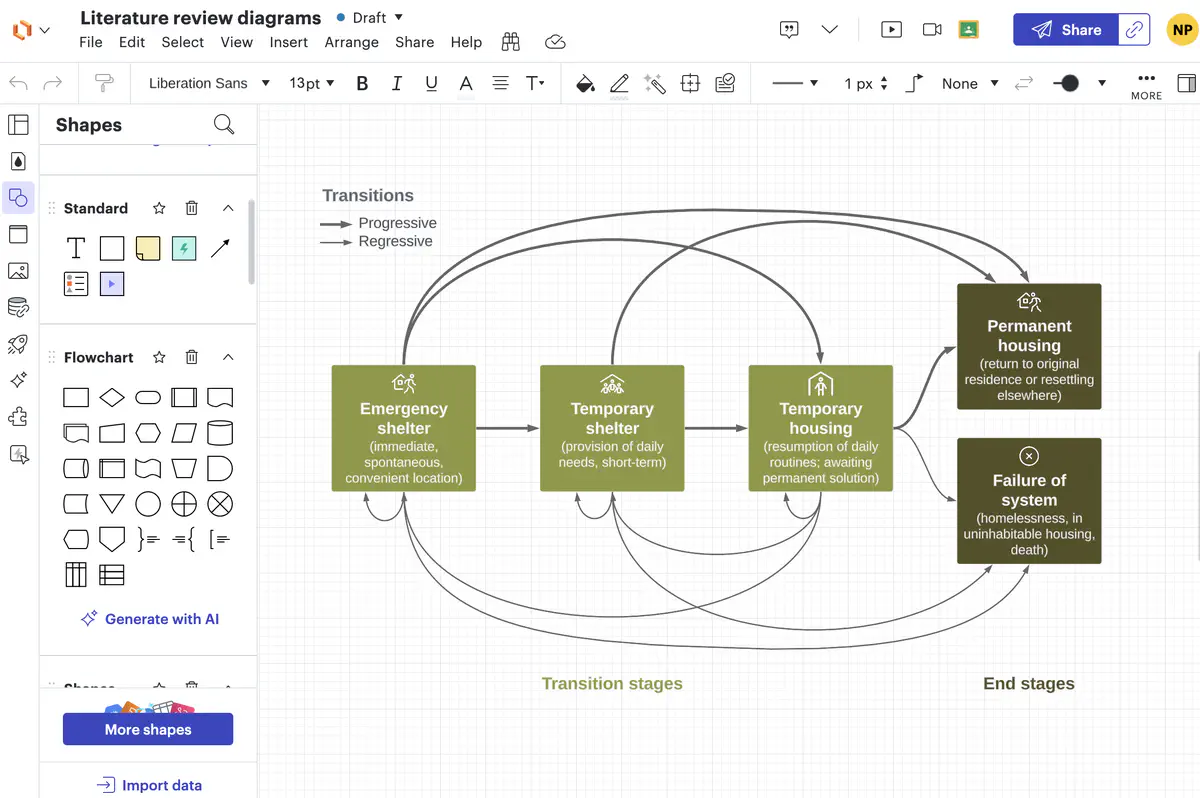 Literature review diagrams Draft
File Edit Select View Insert Arrange Share Help
Share
NP
Liberation Sans 13pt B I U A T 1 px None MORE
Shapes
Standard
T
Flowchart
Generate with AI
Shapes
More shapes
Import data
Transitions
Progressive
Regressive
Emergency
shelter
(immediate,
spontaneous,
convenient location)
Temporary
shelter
(provision of daily
needs, short-term)
Temporary
housing
(resumption of daily
routines; awaiting
permanent solution)
Permanent
housing
(return to original
residence or resettling
elsewhere)
Failure of
system
(homelessness, in
uninhabitable housing,
death)
Transition stages
End stages